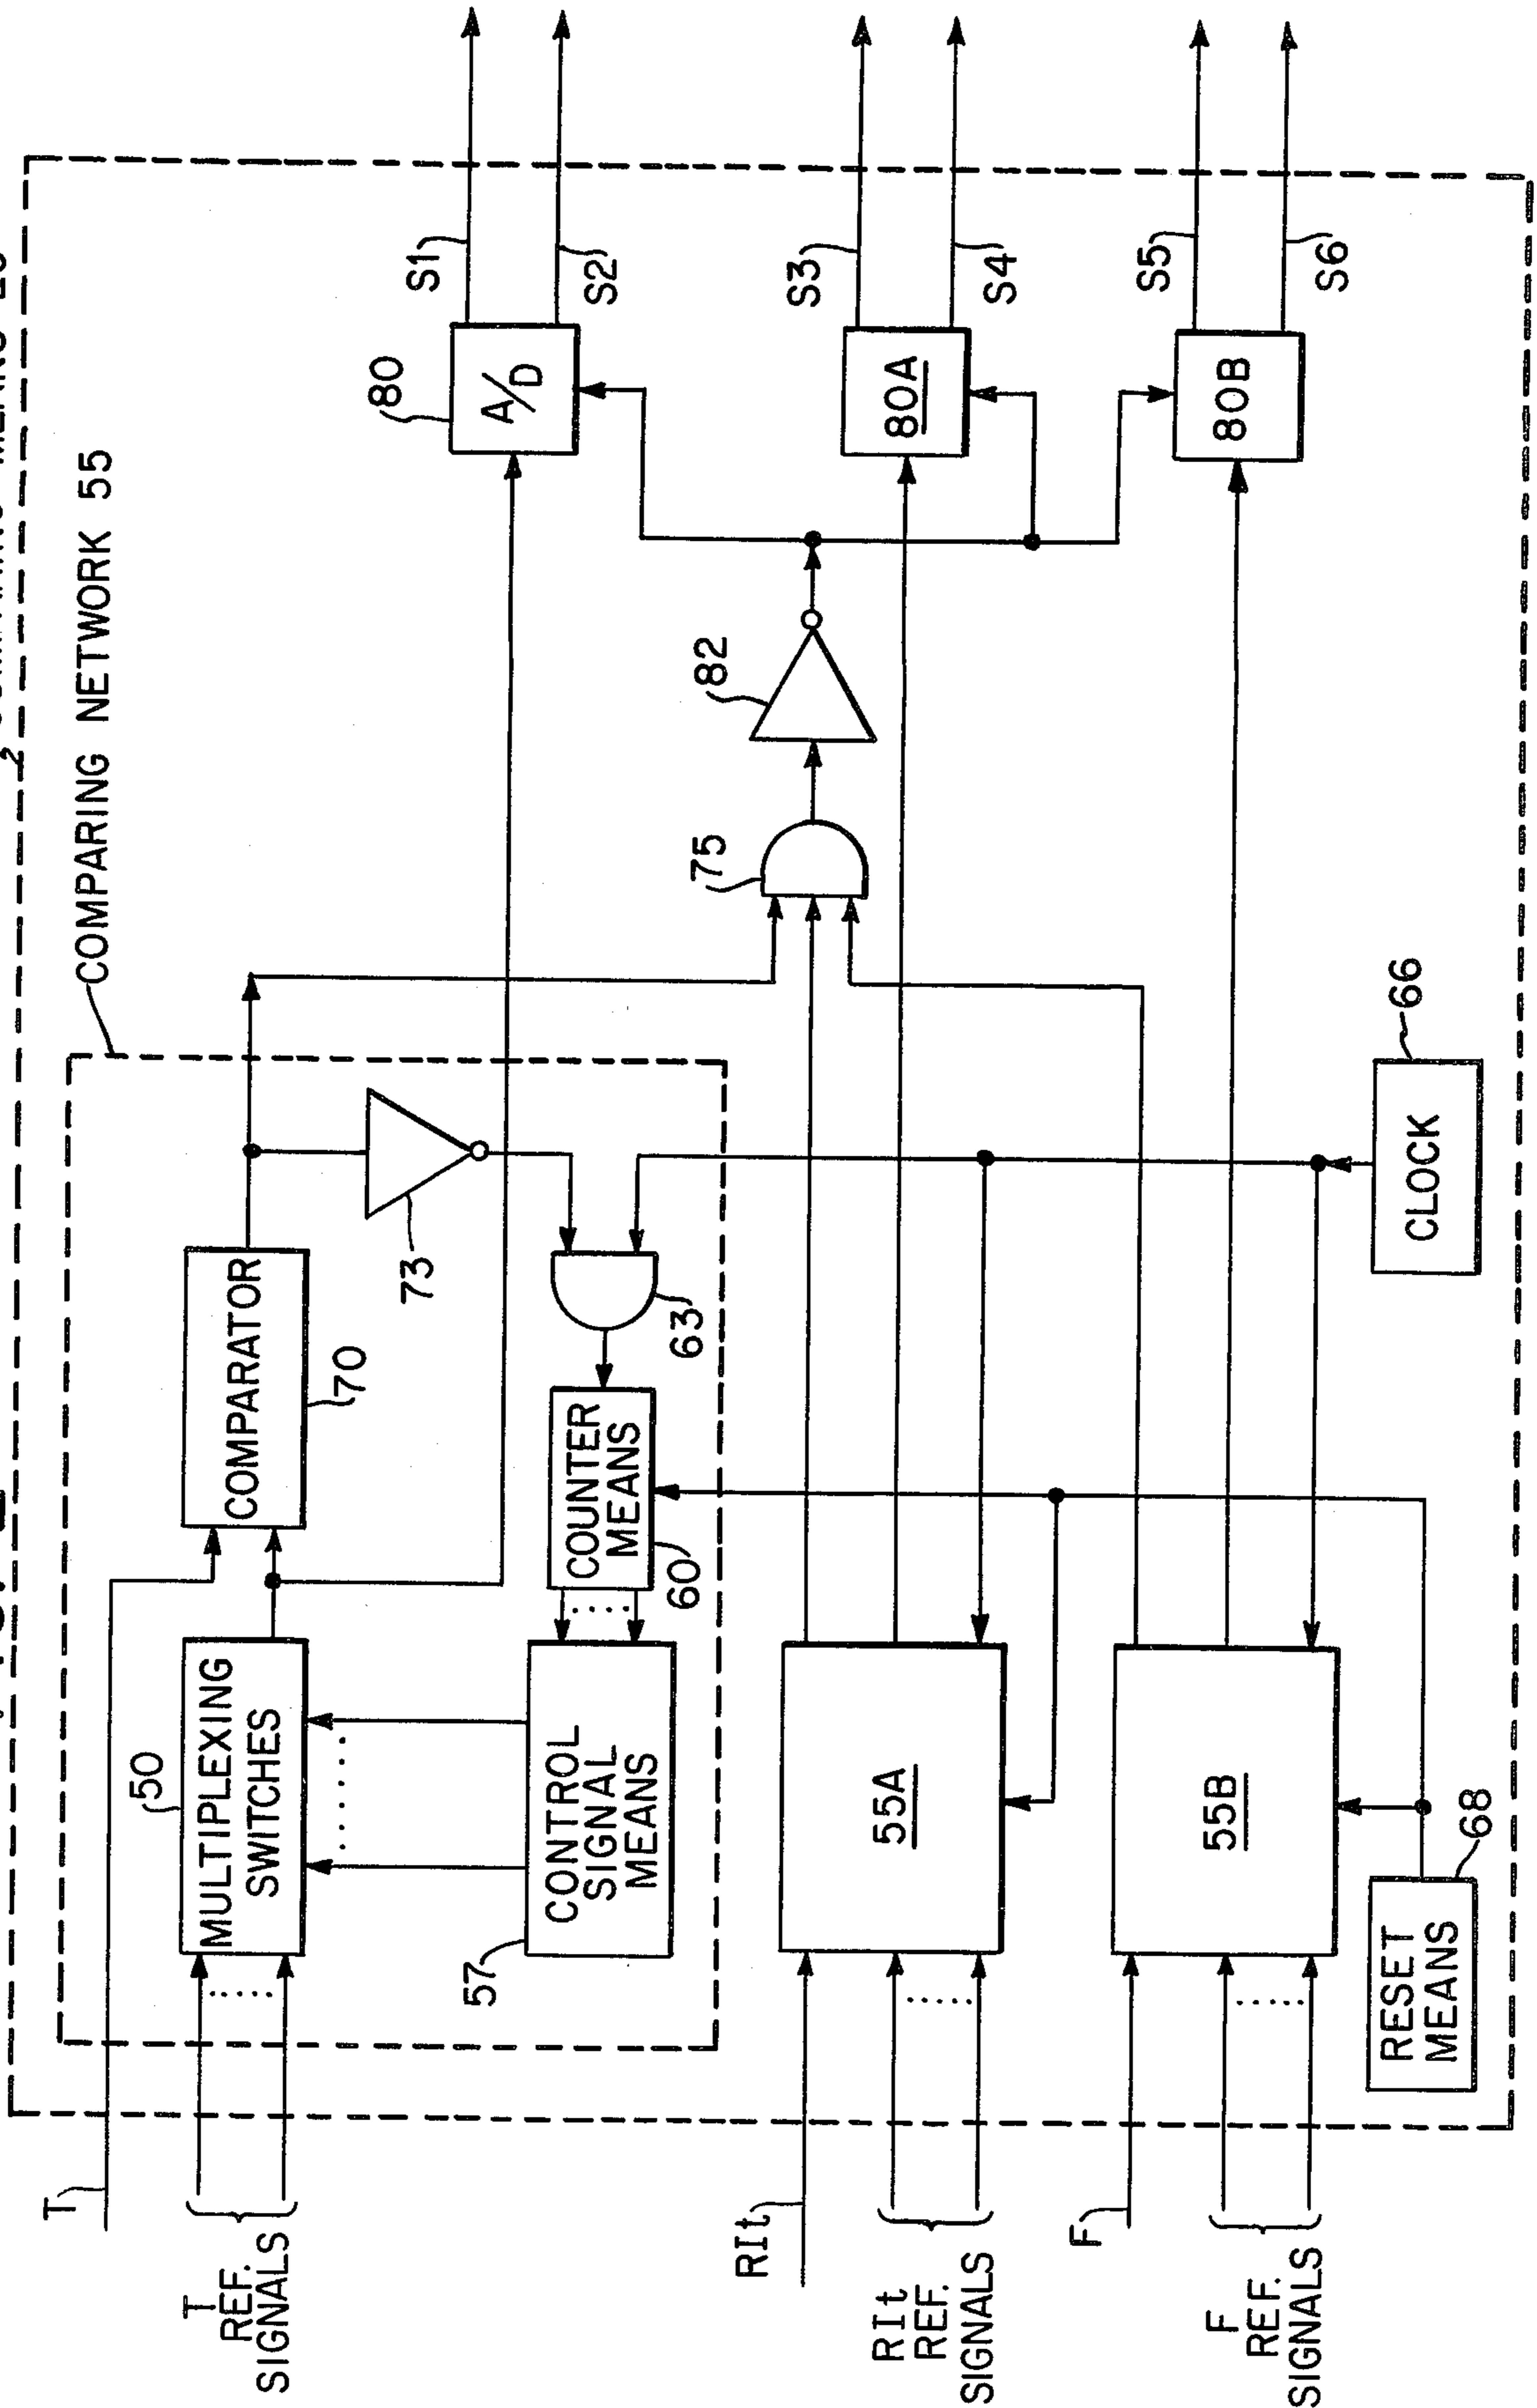 COMPARING NETWORK 55
T
T
REF.
SIGNALS
50
MULTIPLEXING
SWITCHES
COMPARATOR
70
73
57
CONTROL
SIGNAL
MEANS
COUNTER
MEANS
60
63
80
A/D
S1
S2
75
82
RIt
RIt
REF.
SIGNALS
55A
80A
S3
S4
F
F
REF.
SIGNALS
55B
80B
S5
S6
RESET
MEANS
68
CLOCK
66